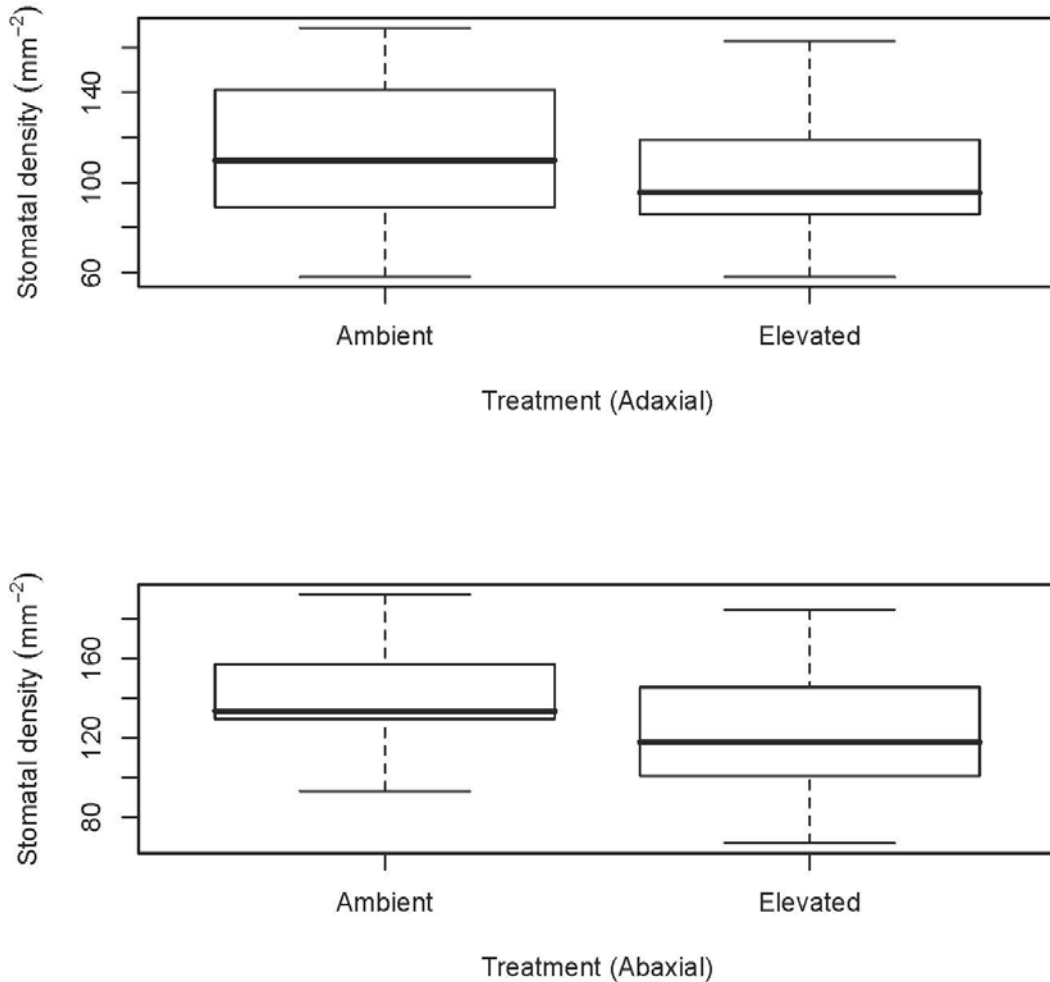 Stomatal density (mm⁻²)
140
100
60
Ambient Elevated
Treatment (Adaxial)
Stomatal density (mm⁻²)
160
120
80
Ambient Elevated
Treatment (Abaxial)